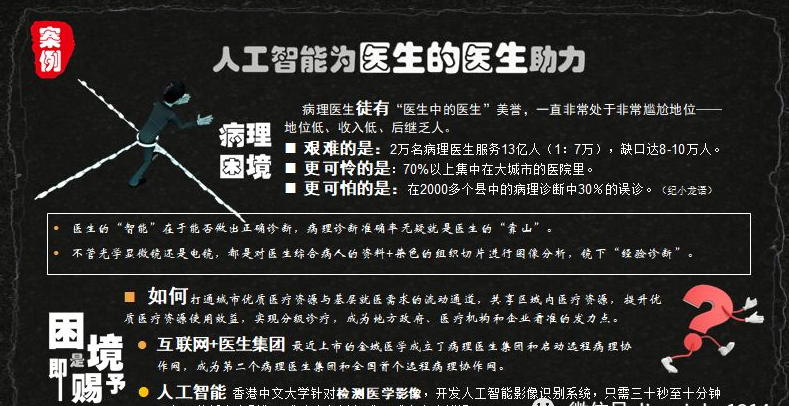 案例
人工智能为医生的医生助力
病理困境
病理医生徒有“医生中的医生”美誉，一直非常处于非常尴尬地位——
地位低、收入低、后继乏人。
■ 艰难的是：2万名病理医生服务13亿人（1：7万），缺口达8-10万人。
■ 更可怜的是：70%以上集中在大城市的医院里。
■ 更可怕的是：在2000多个县中的病理诊断中30%的误诊。（纪小龙语）
• 医生的“智能”在于能否做出正确诊断，病理诊断准确率无疑就是医生的“靠山”。
• 不管光学显微镜还是电镜，都是对医生综合病人的资料+染色的组织切片进行图像分析，镜下“经验诊断”。
困境即是赐予
■ 如何打通城市优质医疗资源与基层就医需求的流动通道，共享区域内医疗资源，提升优
质医疗资源使用效益，实现分级诊疗，成为地方政府、医疗机构和企业看准的发力点。
● 互联网+医生集团 最近上市的金域医学成立了病理医生集团和启动远程病理协
作网，成为第二个病理医生集团和全国首个远程病理协作网。
● 人工智能 香港中文大学针对检测医学影像，开发人工智能影像识别系统，只需三十秒至十分钟